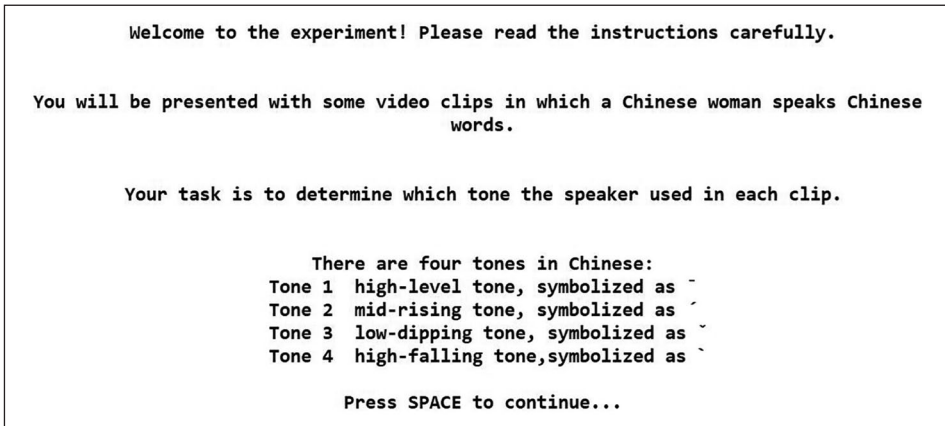 Welcome to the experiment! Please read the instructions carefully.
You will be presented with some video clips in which a Chinese woman speaks Chinese
words.
Your task is to determine which tone the speaker used in each clip.
There are four tones in Chinese:
Tone 1  high-level tone, symbolized as ˉ
Tone 2  mid-rising tone, symbolized as ˊ
Tone 3  low-dipping tone, symbolized as ˇ
Tone 4  high-falling tone,symbolized as ˋ
Press SPACE to continue...